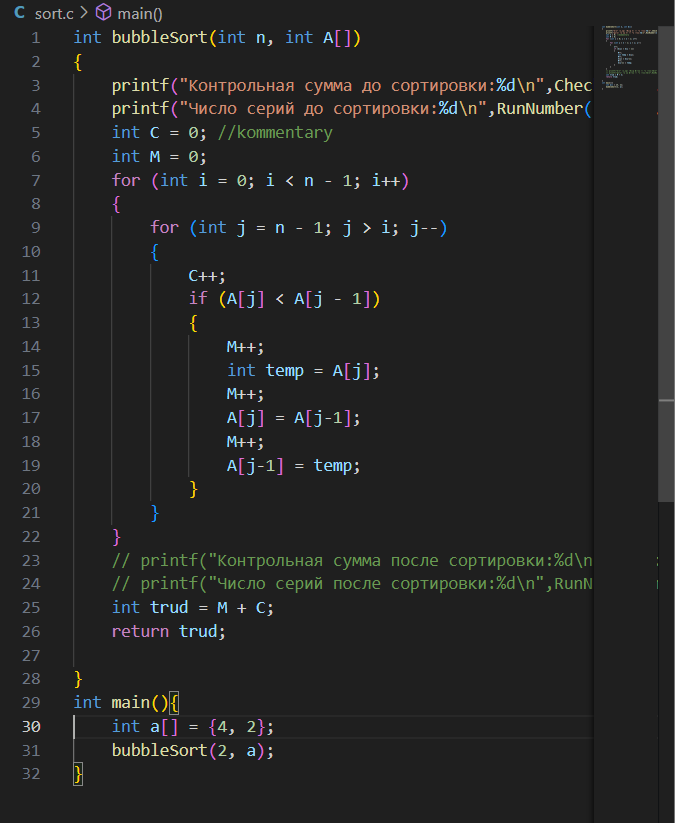 sort.c > main()
1 int bubbleSort(int n, int A[])
2 {
3 printf("Контрольная сумма до сортировки:%d\n",Chec
4 printf("Число серий до сортировки:%d\n",RunNumber(
5 int C = 0; //kommentary
6 int M = 0;
7 for (int i = 0; i < n - 1; i++)
8 {
9 for (int j = n - 1; j > i; j--)
10 {
11 C++;
12 if (A[j] < A[j - 1])
13 {
14 M++;
15 int temp = A[j];
16 M++;
17 A[j] = A[j-1];
18 M++;
19 A[j-1] = temp;
20 }
21 }
22 }
23 // printf("Контрольная сумма после сортировки:%d\n
24 // printf("Число серий после сортировки:%d\n",RunN
25 int trud = M + C;
26 return trud;
27
28 }
29 int main(){
30 int a[] = {4, 2};
31 bubbleSort(2, a);
32 }